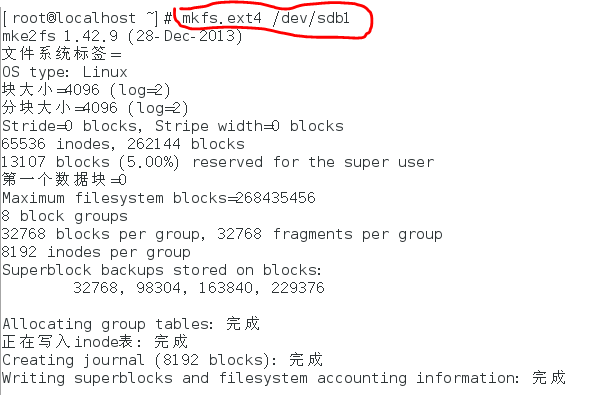 [root@localhost ~]# mkfs.ext4 /dev/sdb1
mke2fs 1.42.9 (28-Dec-2013)
文件系统标签=
OS type: Linux
块大小=4096 (log=2)
分块大小=4096 (log=2)
Stride=0 blocks, Stripe width=0 blocks
65536 inodes, 262144 blocks
13107 blocks (5.00%) reserved for the super user
第一个数据块=0
Maximum filesystem blocks=268435456
8 block groups
32768 blocks per group, 32768 fragments per group
8192 inodes per group
Superblock backups stored on blocks:
32768, 98304, 163840, 229376
Allocating group tables: 完成
正在写入inode表: 完成
Creating journal (8192 blocks): 完成
Writing superblocks and filesystem accounting information: 完成